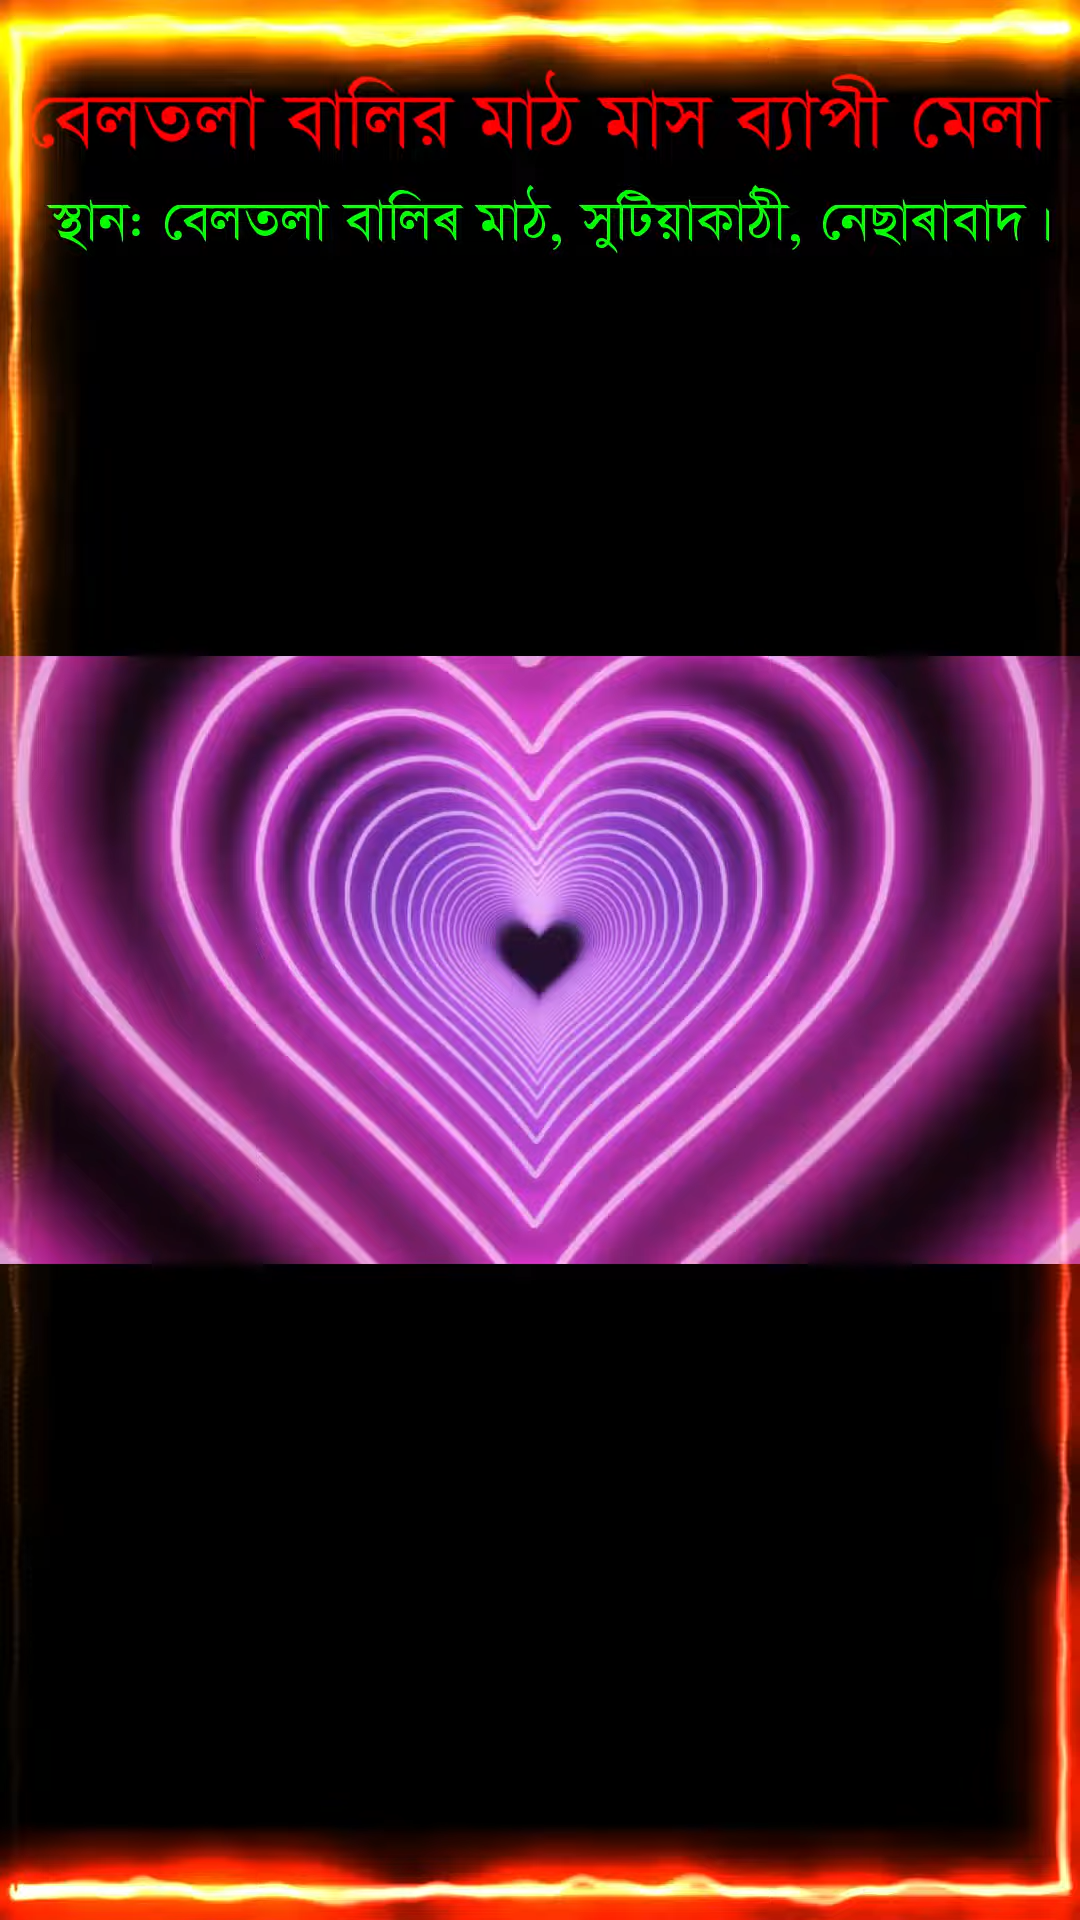 বেলতলা বালির মাঠ মাস ব্যাপী মেলা
স্থান: বেলতলা বালিৰ মাঠ, সুটিয়াকাঠী, নেছাৰাবাদ।